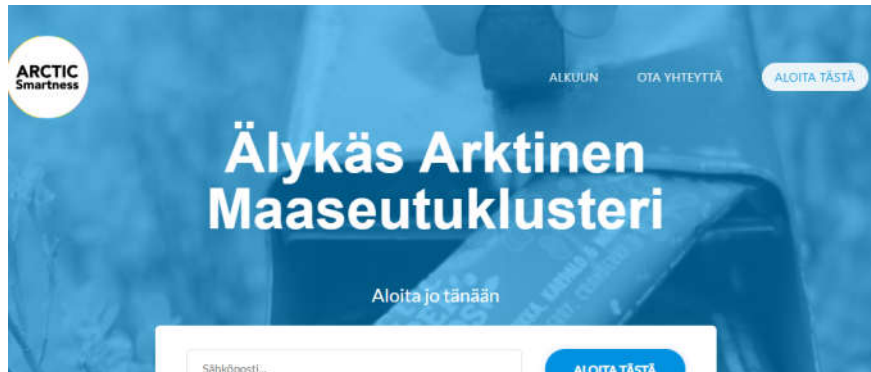 ARCTIC
Smartness
ALKUUN OTA YHTEYTTÄ ALOITA TÄSTÄ
Älykäs Arktinen
Maaseutuklusteri
Aloita jo tänään
Sähköposti...
ALOITA TÄSTÄ